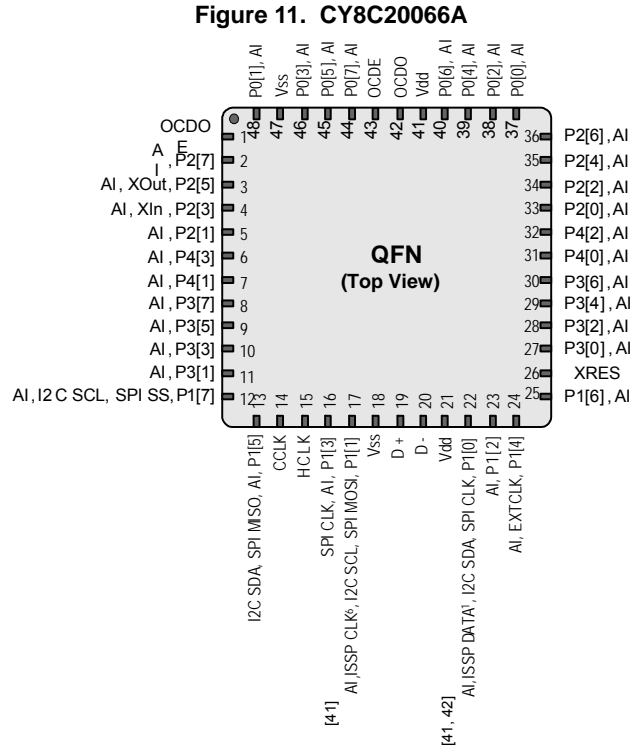 Figure 11. CY8C20066A
P0[1], AI
Vss
P0[3], AI
P0[5], AI
P0[7], AI
OCDE
OCDO
Vdd
P0[6], AI
P0[4], AI
P0[2], AI
P0[0], AI
48
47
46
45
44
43
42
41
40
39
38
37
OCDO
E
1
A
I
, P2[7]
2
AI, XOut, P2[5]
3
AI, XIn, P2[3]
4
AI, P2[1]
5
AI, P4[3]
6
AI, P4[1]
7
AI, P3[7]
8
AI, P3[5]
9
AI, P3[3]
10
AI, P3[1]
11
AI, I2C SCL, SPI SS, P1[7]
12
QFN
(Top View)
36 P2[6], AI
35 P2[4], AI
34 P2[2], AI
33 P2[0], AI
32 P4[2], AI
31 P4[0], AI
30 P3[6], AI
29 P3[4], AI
28 P3[2], AI
27 P3[0], AI
26 XRES
25 P1[6], AI
13
14
15
16
17
18
19
20
21
22
23
24
I2C SDA, SPI MISO, AI, P1[5]
CCLK
HCLK
SPI CLK, AI, P1[3]
AI, ISSP CLK⁶, I2C SCL, SPI MOSI, P1[1]
Vss
D+
D-
Vdd
AI, ISSP DATA¹, I2C SDA, SPI CLK, P1[0]
AI, P1[2]
AI, EXTCLK, P1[4]
[41]
[41, 42]